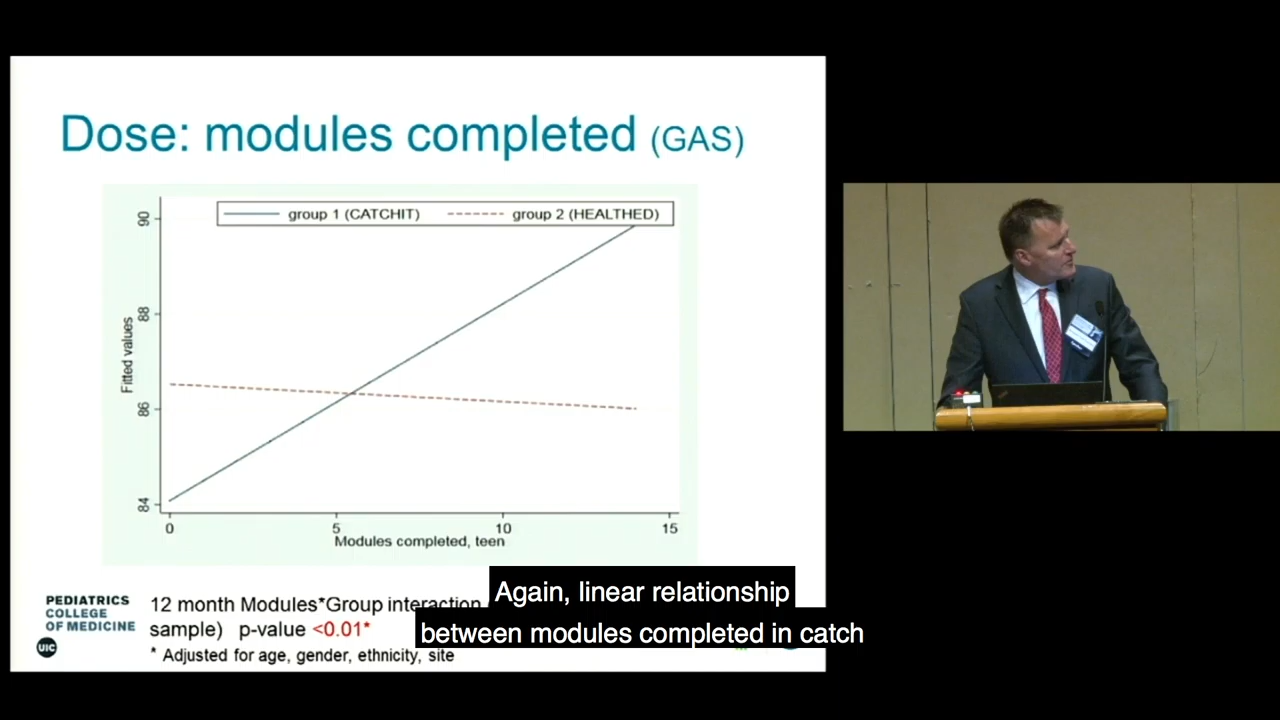 Dose: modules completed (GAS)
group 1 (CATCHIT)
group 2 (HEALTHED)
90
88
86
84
Fitted values
0
5
10
15
Modules completed, teen
PEDIATRICS
COLLEGE
OF MEDICINE
UIC
12 month Modules*Group interaction
sample) p-value <0.01*
* Adjusted for age, gender, ethnicity, site
Again, linear relationship
between modules completed in catch